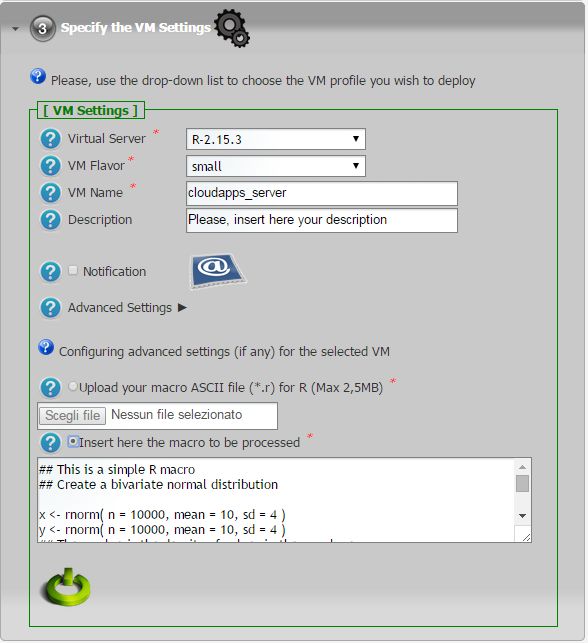 3 Specify the VM Settings
Please, use the drop-down list to choose the VM profile you wish to deploy
[ VM Settings ]
Virtual Server * R-2.15.3
VM Flavor * small
VM Name * cloudapps_server
Description Please, insert here your description
Notification @
Advanced Settings ►
Configuring advanced settings (if any) for the selected VM
Upload your macro ASCII file (*.r) for R (Max 2,5MB) *
Scegli file Nessun file selezionato
Insert here the macro to be processed *
## This is a simple R macro
## Create a bivariate normal distribution
x <- rnorm( n = 10000, mean = 10, sd = 4 )
y <- rnorm( n = 10000, mean = 10, sd = 4 )